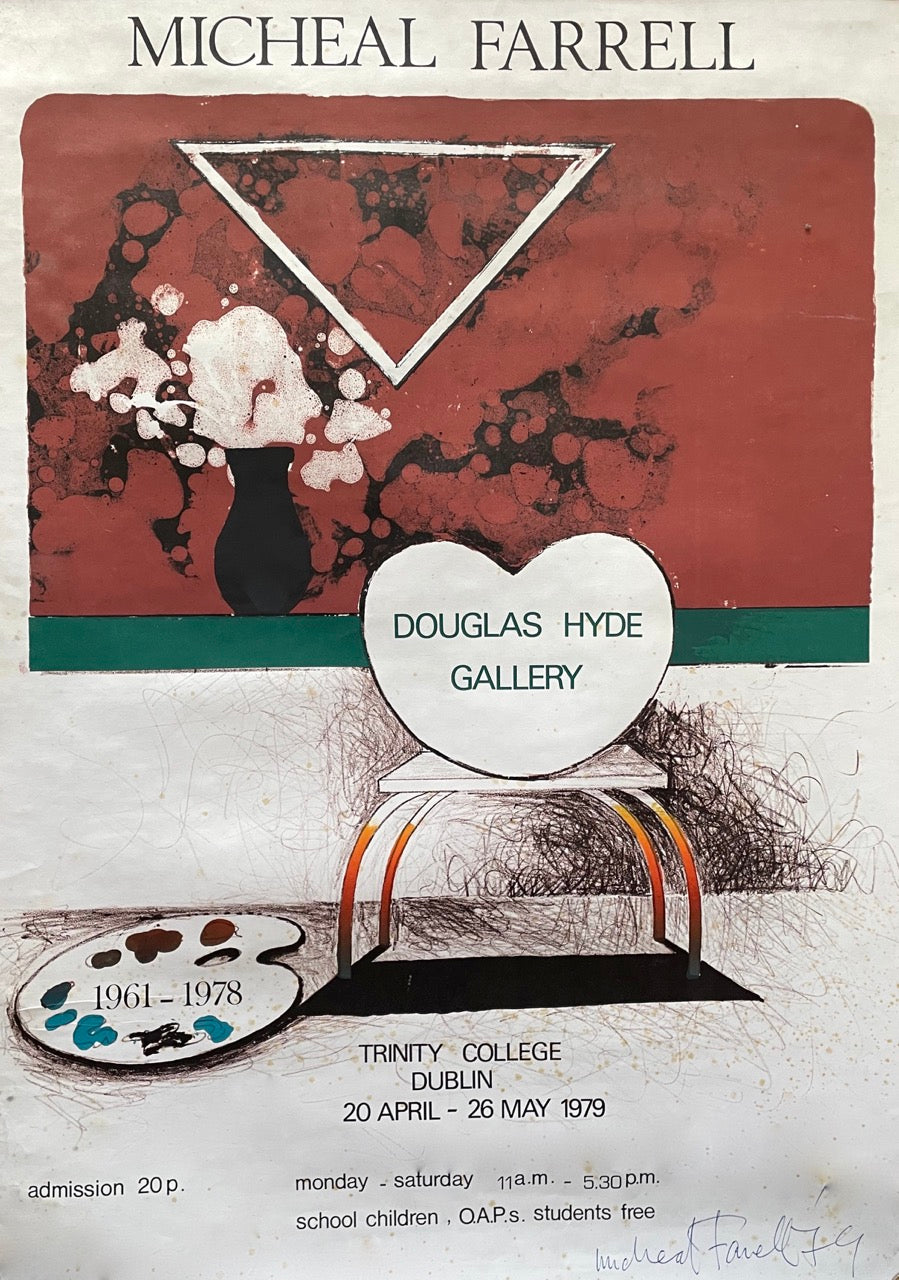 MICHEAL FARRELL
DOUGLAS HYDE
GALLERY
1961 - 1978
TRINITY COLLEGE
DUBLIN
20 APRIL - 26 MAY 1979
admission 20p.
monday - saturday 11a.m. - 5.30p.m.
school children, O.A.P.s. students free
micheal Farrell 79